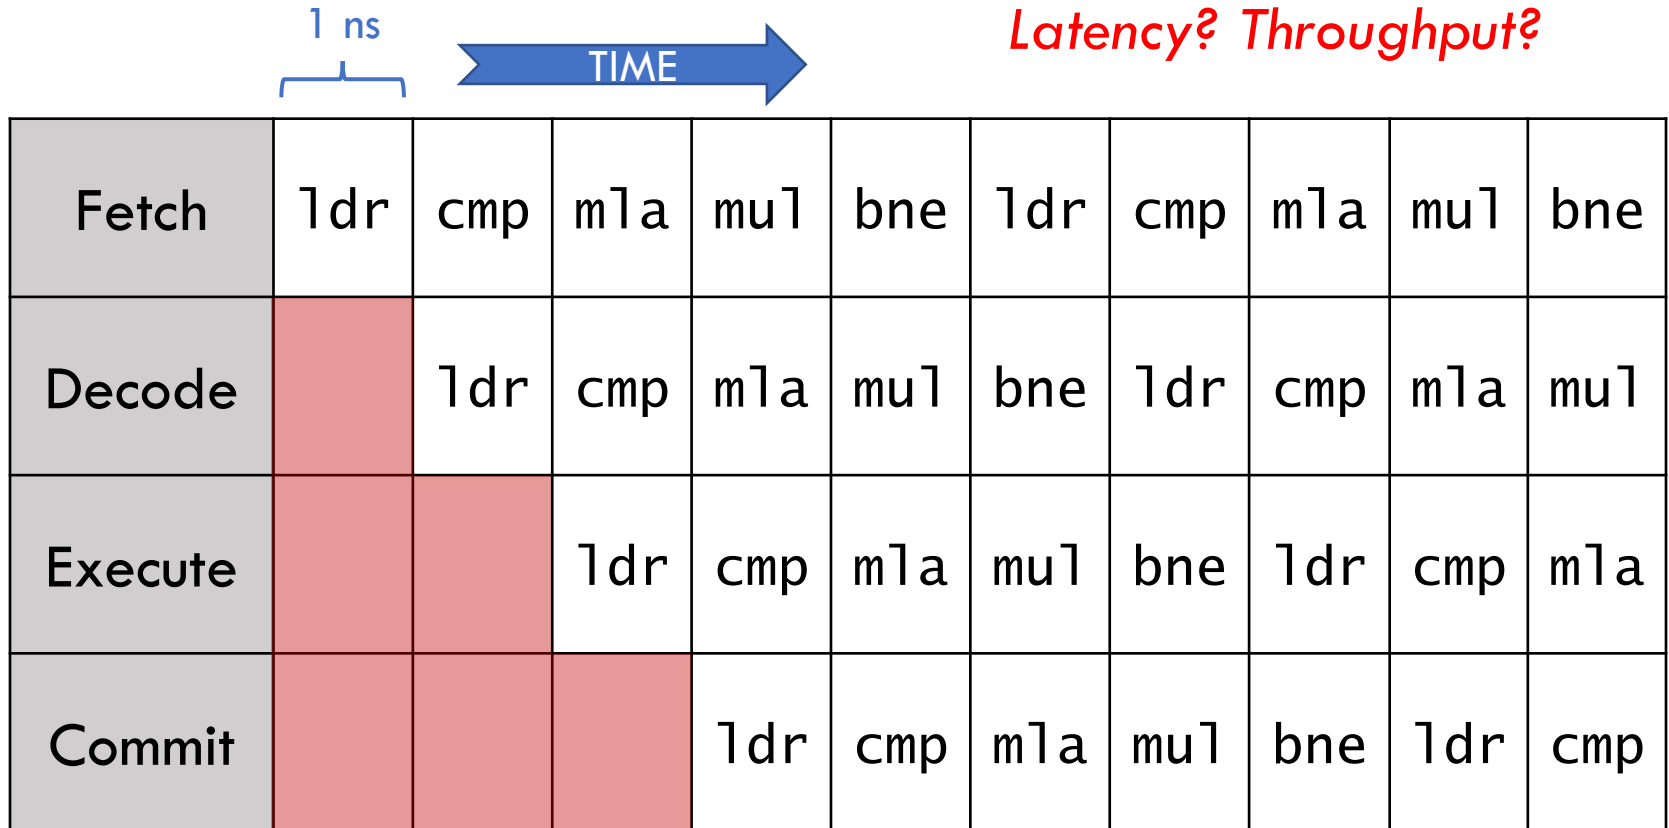 1 ns
TIME
Latency? Throughput?
Fetch ldr cmp mla mul bne ldr cmp mla mul bne
Decode ldr cmp mla mul bne ldr cmp mla mul
Execute ldr cmp mla mul bne ldr cmp mla
Commit ldr cmp mla mul bne ldr cmp